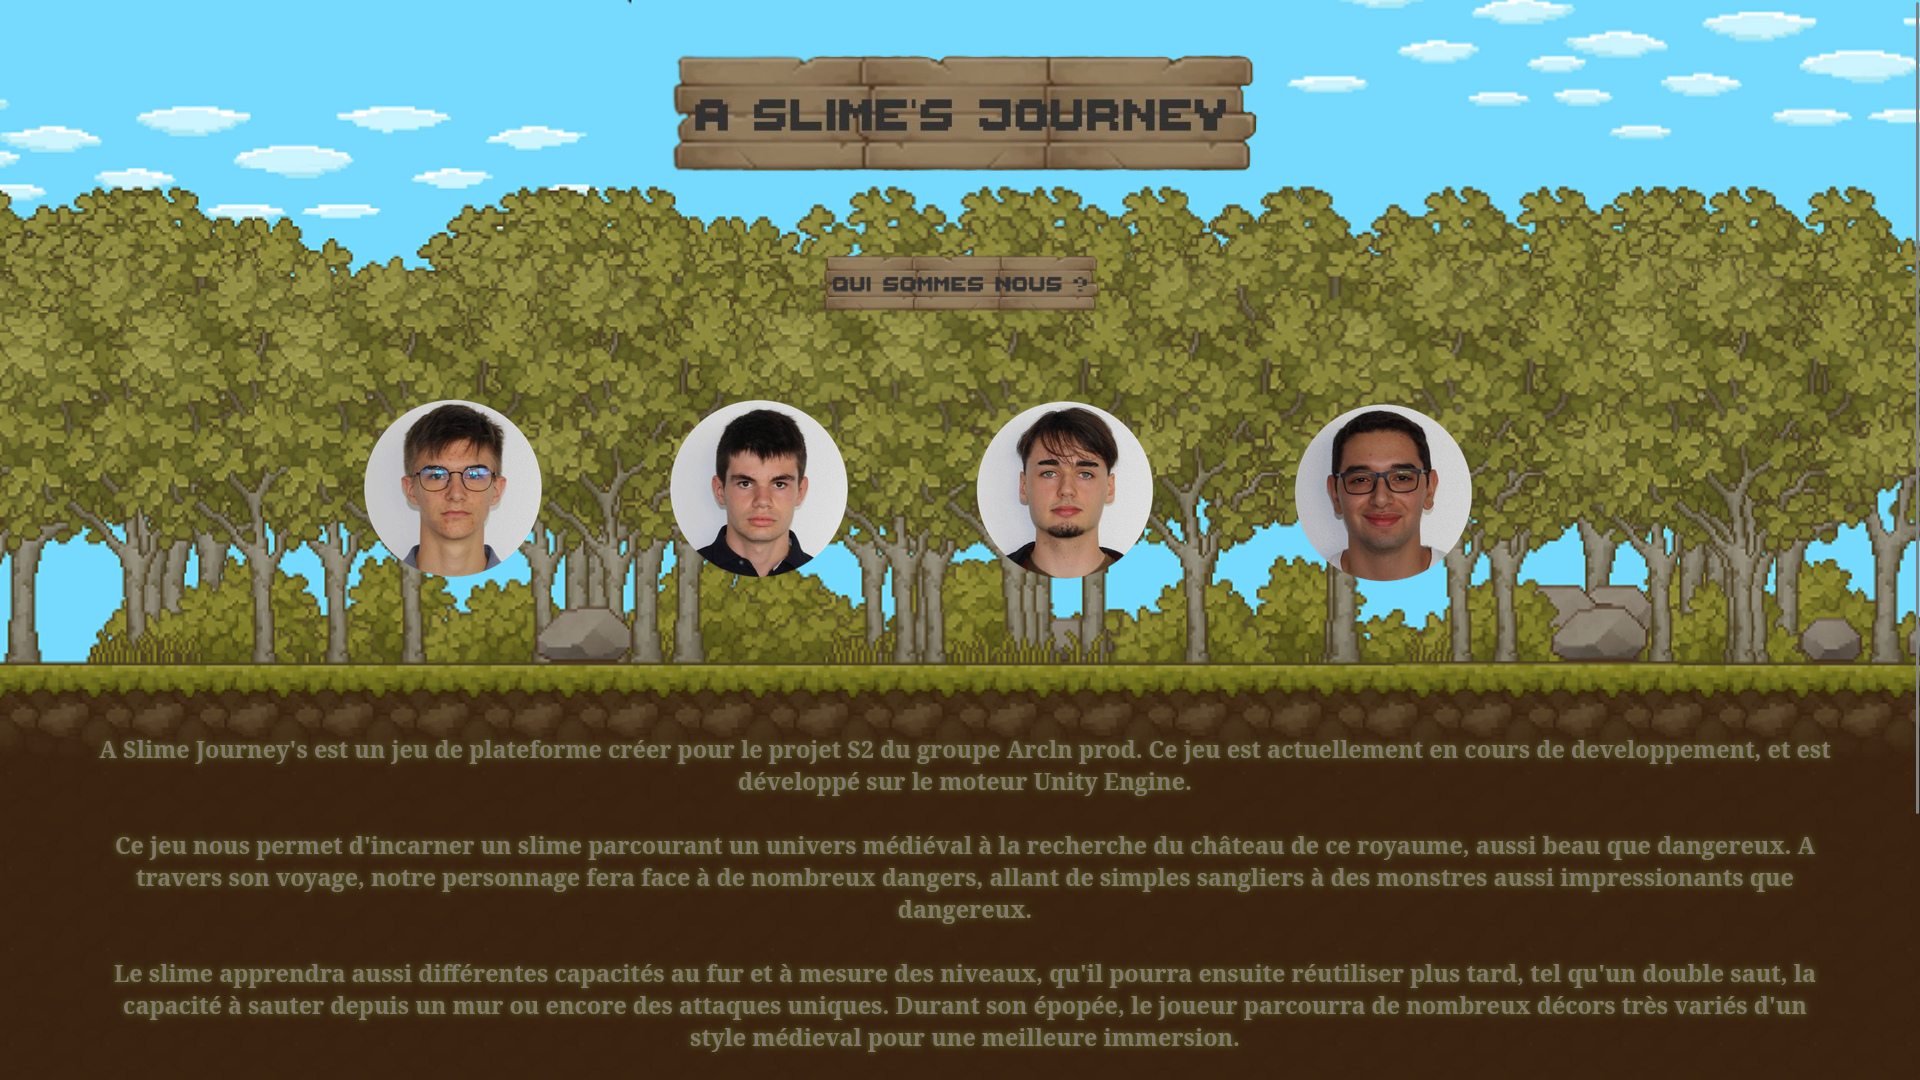 A SLIME'S JOURNEY
QUI SOMMES NOUS ?
A Slime Journey's est un jeu de plateforme créer pour le projet S2 du groupe Arcln prod. Ce jeu est actuellement en cours de developpement, et est
développé sur le moteur Unity Engine.
Ce jeu nous permet d'incarner un slime parcourant un univers médiéval à la recherche du château de ce royaume, aussi beau que dangereux. A
travers son voyage, notre personnage fera face à de nombreux dangers, allant de simples sangliers à des monstres aussi impressionants que
dangereux.
Le slime apprendra aussi différentes capacités au fur et à mesure des niveaux, qu'il pourra ensuite réutiliser plus tard, tel qu'un double saut, la
capacité à sauter depuis un mur ou encore des attaques uniques. Durant son épopée, le joueur parcourra de nombreux décors très variés d'un
style médieval pour une meilleure immersion.